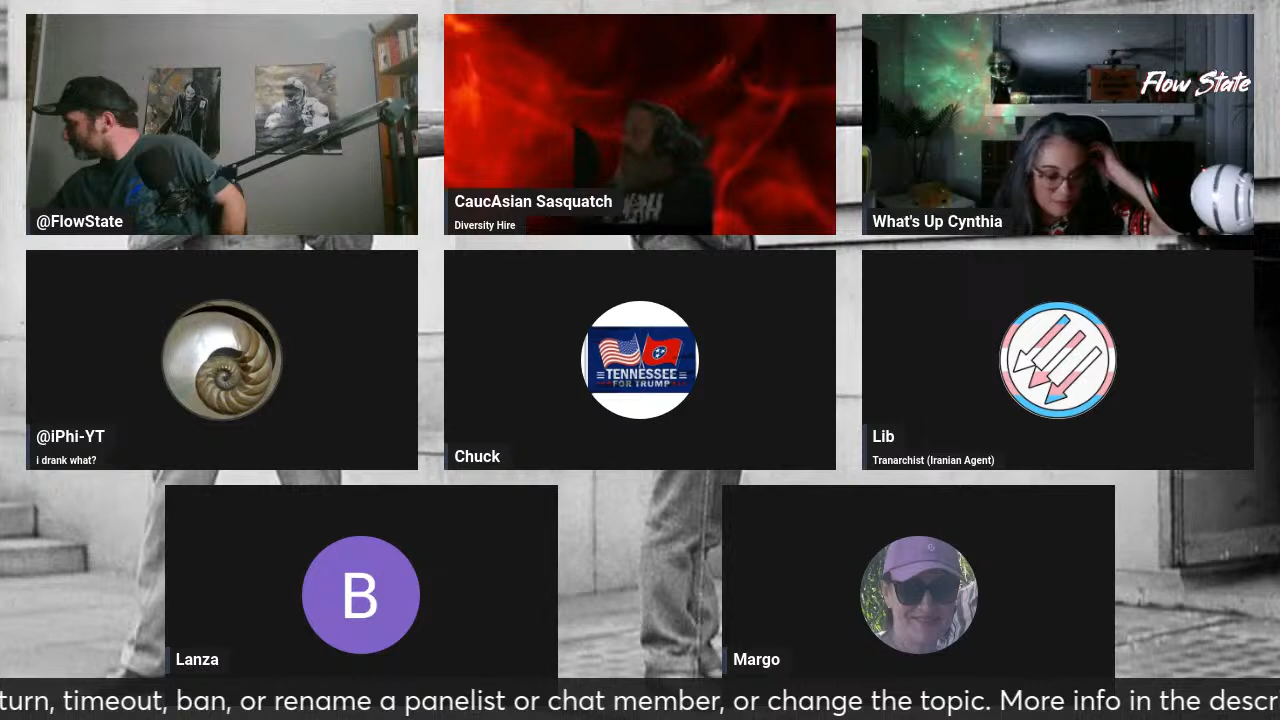 Flow State
@FlowState
CaucAsian Sasquatch
Diversity Hire
What's Up Cynthia
@iPhi-YT
i drank what?
TENNESSEE
FOR TRUMP
Chuck
Lib
Tranarchist (Iranian Agent)
B
Lanza
Margo
turn, timeout, ban, or rename a panelist or chat member, or change the topic. More info in the descr